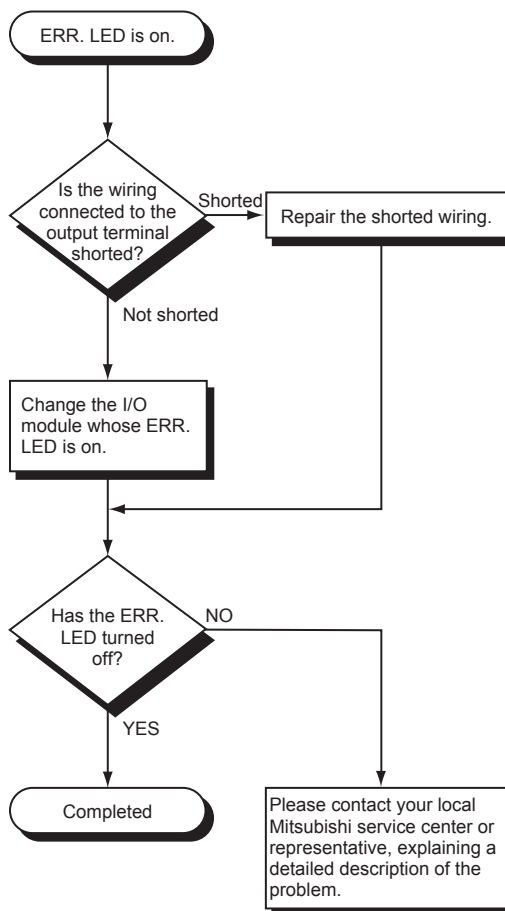 ERR. LED is on.
Is the wiring
connected to the
output terminal
shorted?
Shorted
Repair the shorted wiring.
Not shorted
Change the I/O
module whose ERR.
LED is on.
Has the ERR.
LED turned
off?
NO
YES
Completed
Please contact your local
Mitsubishi service center or
representative, explaining a
detailed description of the
problem.